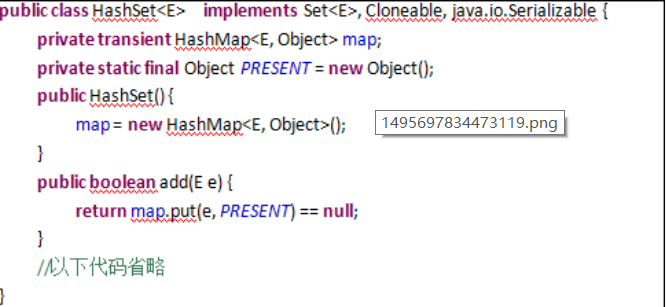 public class HashSet<E> implements Set<E>, Cloneable, java.io.Serializable {
private transient HashMap<E, Object> map;
private static final Object PRESENT = new Object();
public HashSet() {
map = new HashMap<E, Object>();
1495697834473119.png
}
public boolean add(E e) {
return map.put(e, PRESENT) == null;
}
//以下代码省略
}